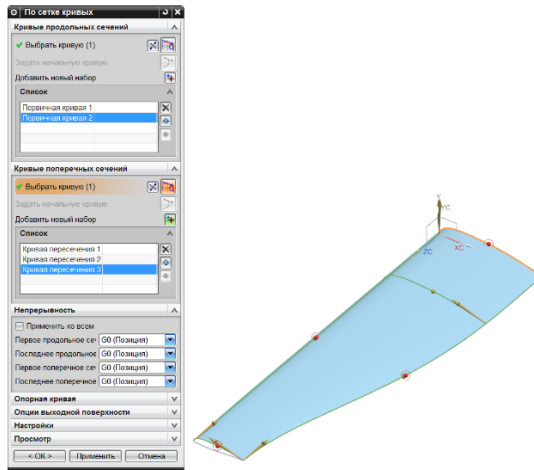 По сетке кривых
Кривые продольных сечений
Выбрать кривую (1)
Задать начальную кривую
Добавить новый набор
Список
Первичная кривая 1
Первичная кривая 2
Кривые поперечных сечений
Выбрать кривую (1)
Задать начальную кривую
Добавить новый набор
Список
Кривая пересечения 1
Кривая пересечения 2
Кривая пересечения 3
Непрерывность
Применить ко всем
Первое продольное сеч G0 (Позиция)
Последнее продольное G0 (Позиция)
Первое поперечное сеч G0 (Позиция)
Последнее поперечное G0 (Позиция)
Опорная кривая
Опции выходной поверхности
Настройки
Просмотр
< OK > Применить Отмена
Y
YC
XC
ZC